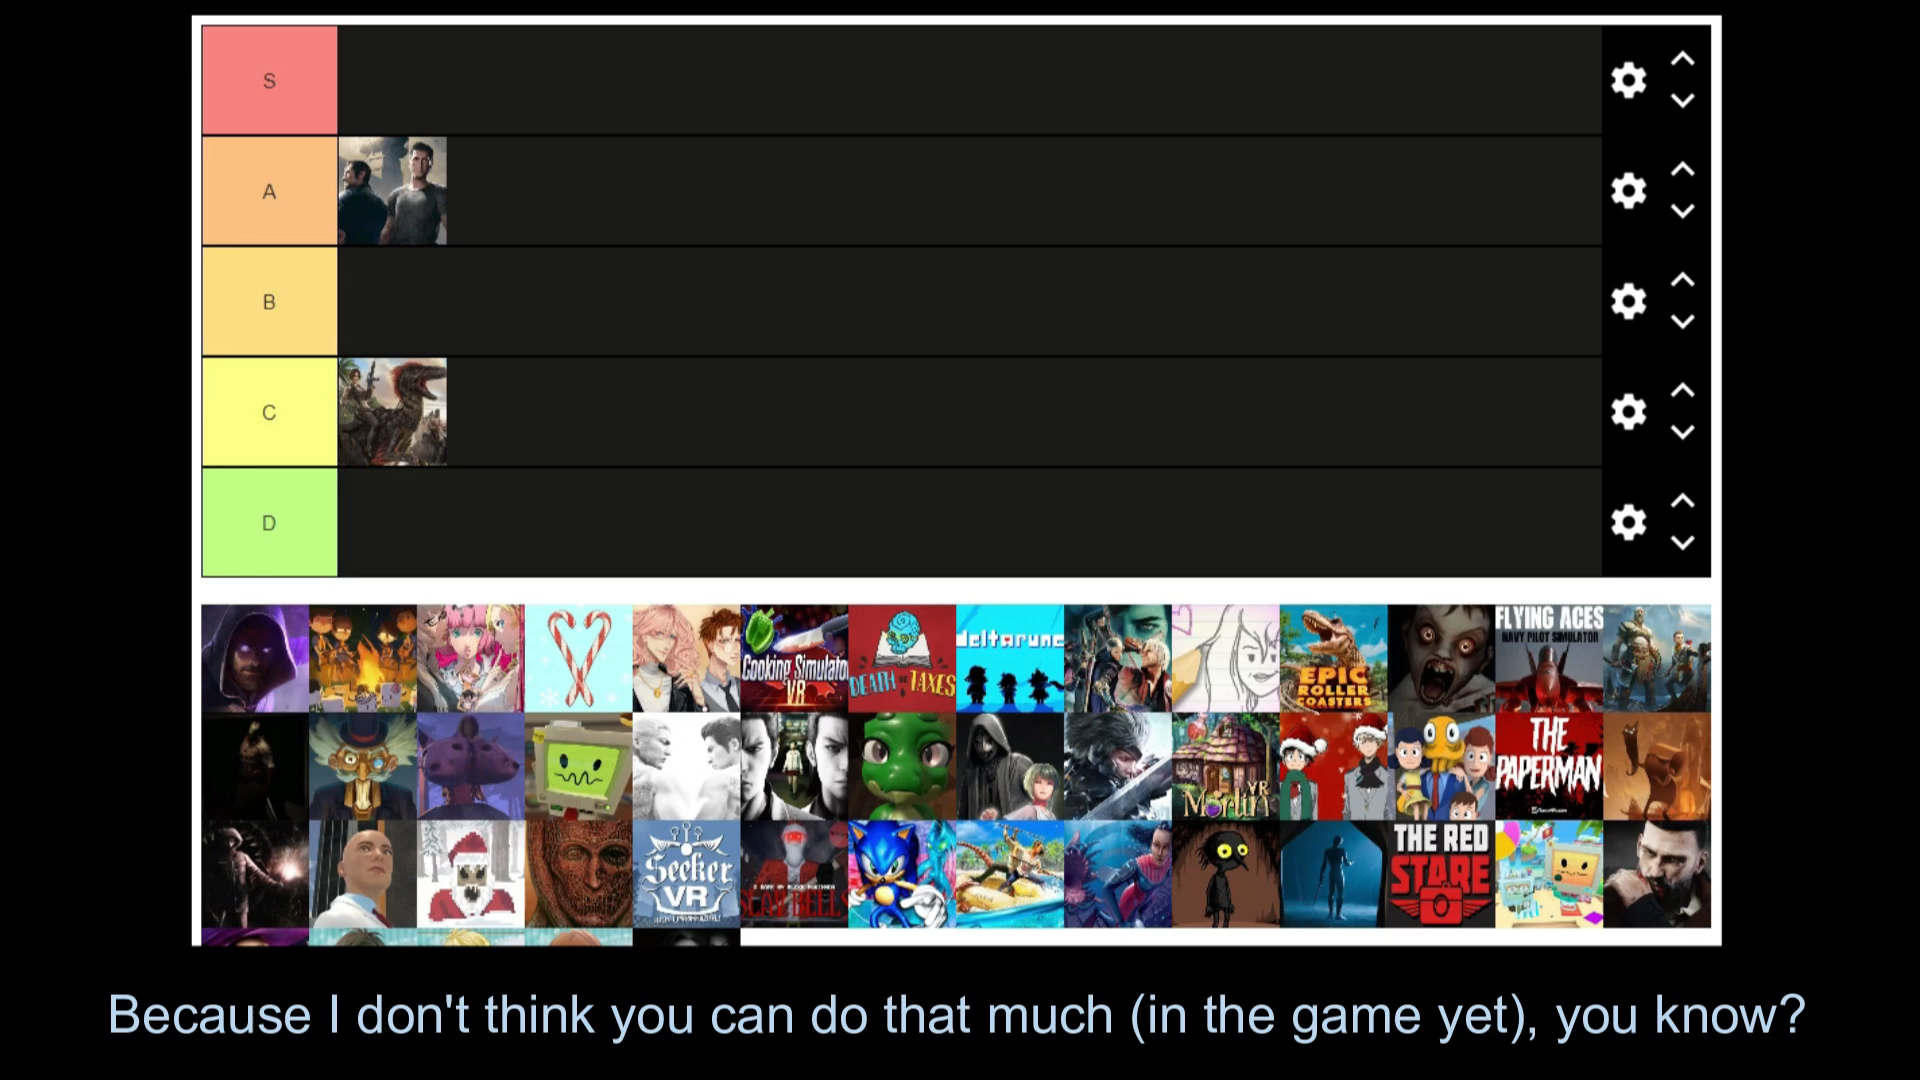 S
A
B
C
D
Cooking Simulator
VR
DEATH OR TAXES
deltarune
EPIC
ROLLER
COASTERS
FLYING ACES
NAVY PILOT SIMULATOR
Merlin VR
THE
PAPERMAN
Seeker
VR
THE RED
STARE
Because I don't think you can do that much (in the game yet), you know?